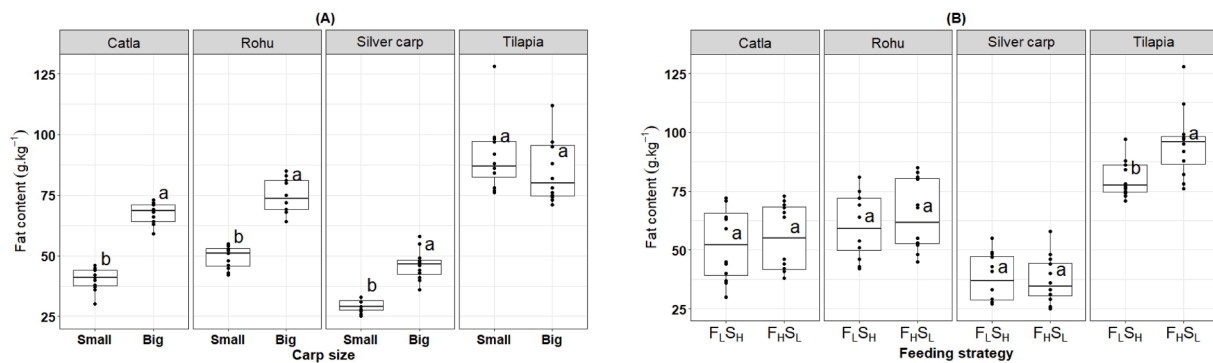 (A)
Catla Rohu Silver carp Tilapia
Fat content (g.kg⁻¹)
125
100
75
50
25
b a b a b a a a
Small Big Small Big Small Big Small Big
Carp size
(B)
Catla Rohu Silver carp Tilapia
Fat content (g.kg⁻¹)
125
100
75
50
25
a a a a a a b a
FLSH FHSL FLSH FHSL FLSH FHSL FLSH FHSL
Feeding strategy